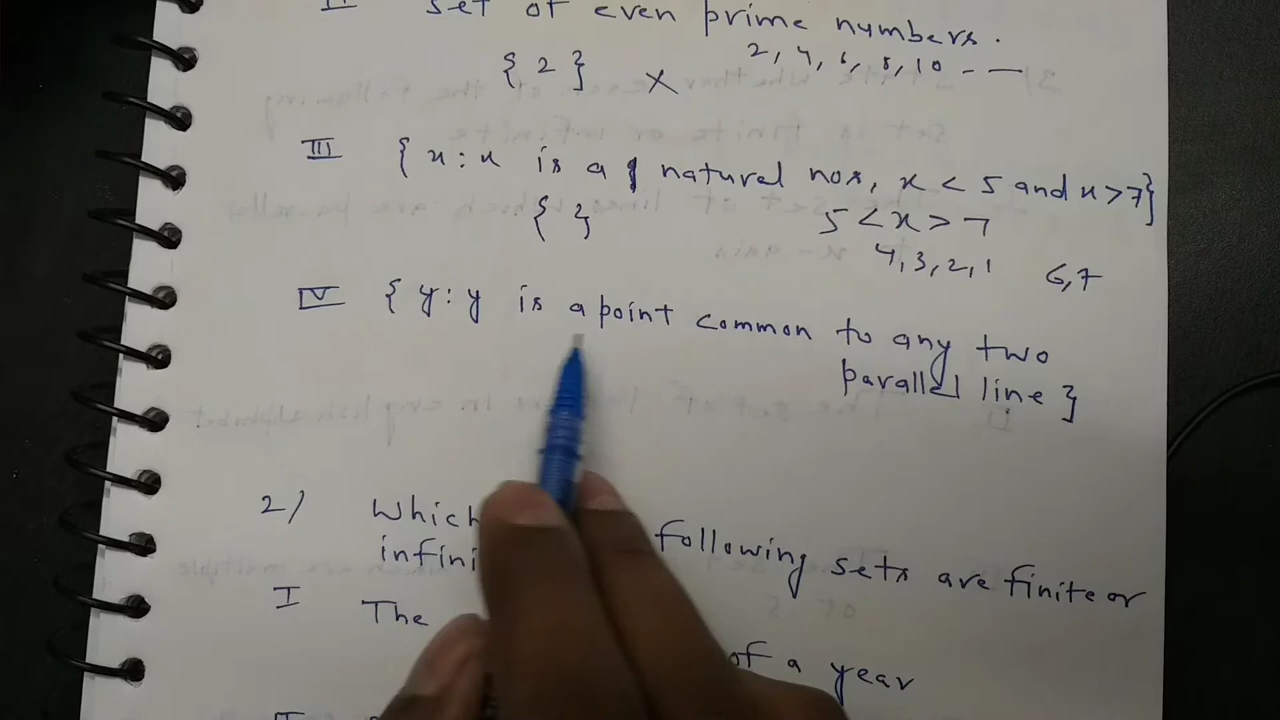 II set of even prime numbers.
{ 2 } × 2, 4, 6, 8, 10 - —
III { x : x is a natural nos, x < 5 and x > 7}
{ } 5 < x > 7
4, 3, 2, 1 6, 7
IV { y : y is a point common to any two
parallel line }
2) Which following sets are finite or
infini
I The of a year